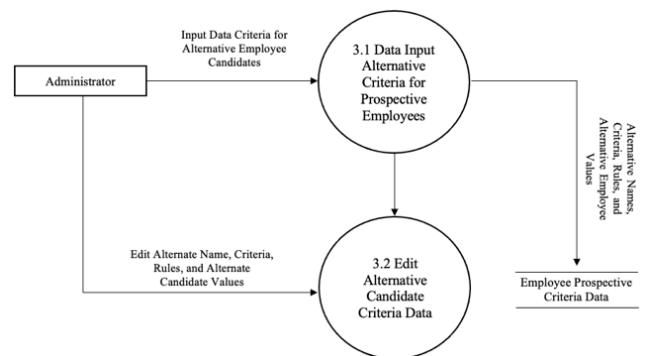 Input Data Criteria for
Alternative Employee
Candidates
Administrator
3.1 Data Input
Alternative
Criteria for
Prospective
Employees
Alternative Names,
Criteria, Rules, and
Alternative Employee
Values
Edit Alternate Name, Criteria,
Rules, and Alternate
Candidate Values
3.2 Edit
Alternative
Candidate
Criteria Data
Employee Prospective
Criteria Data